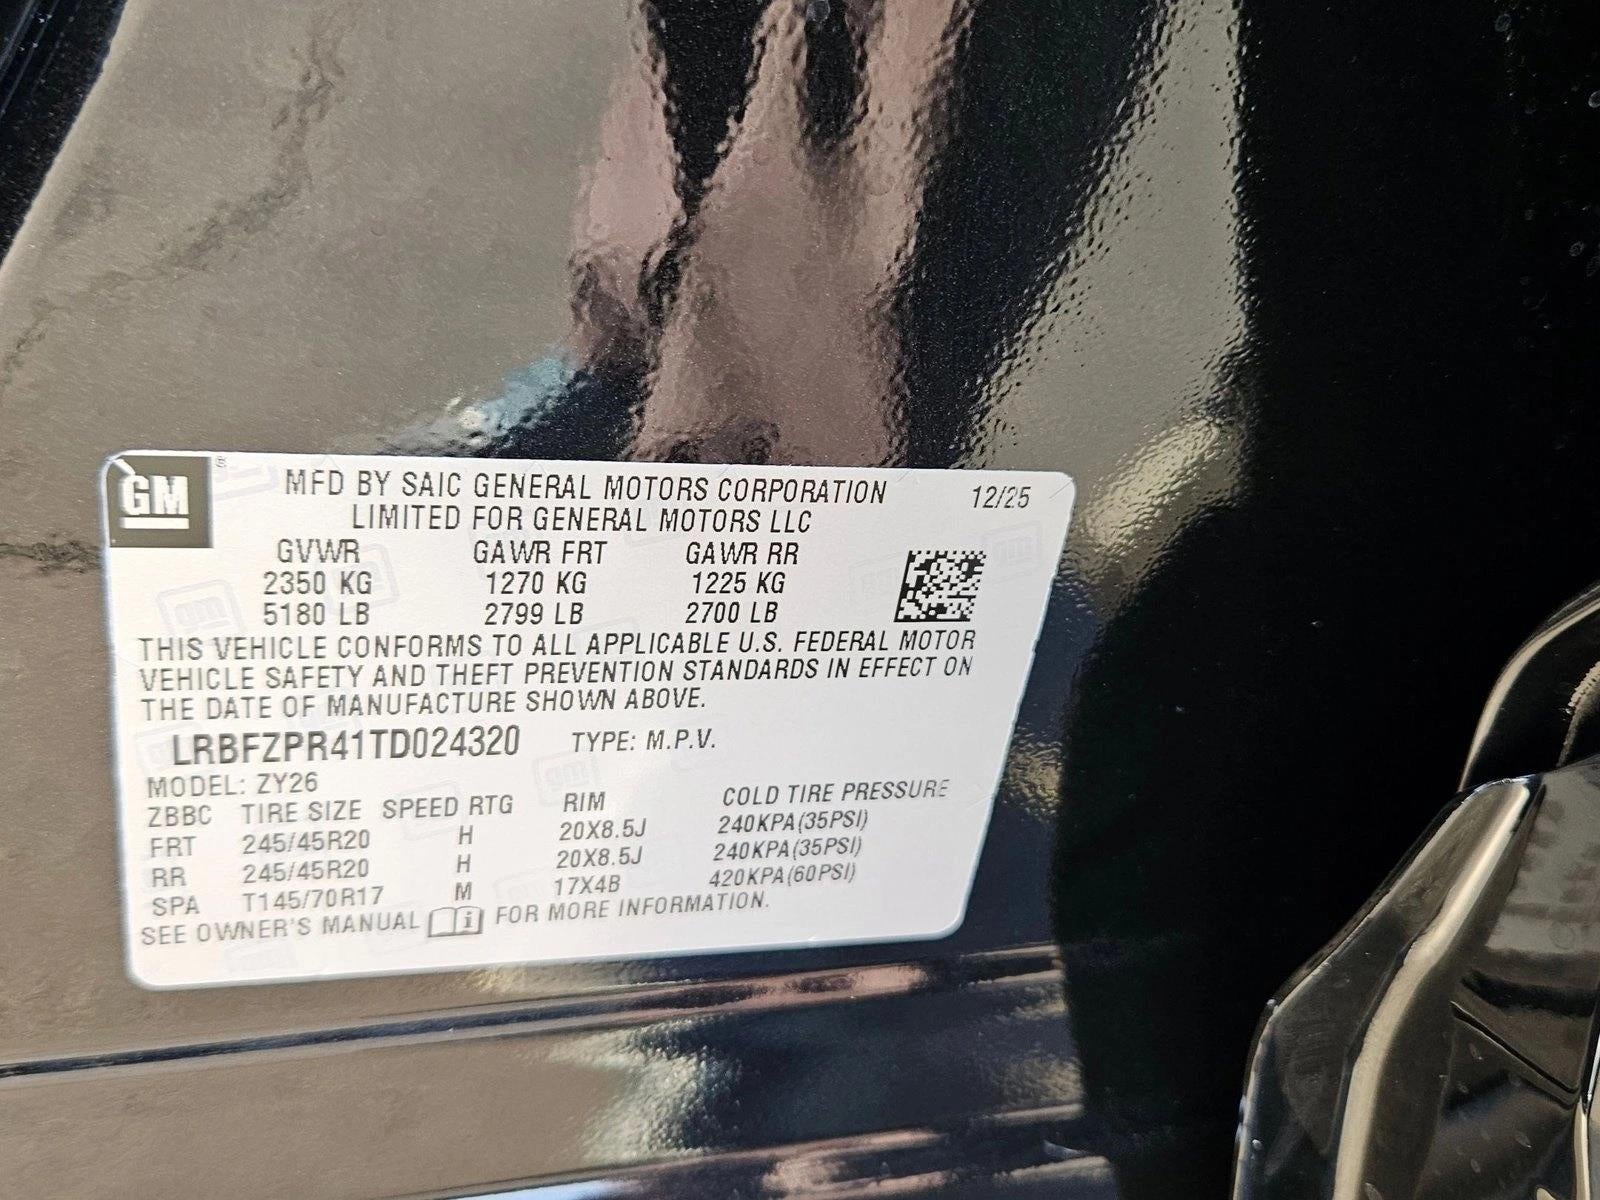 GM ®
MFD BY SAIC GENERAL MOTORS CORPORATION 12/25
LIMITED FOR GENERAL MOTORS LLC
GVWR GAWR FRT GAWR RR
2350 KG 1270 KG 1225 KG
5180 LB 2799 LB 2700 LB
THIS VEHICLE CONFORMS TO ALL APPLICABLE U.S. FEDERAL MOTOR
VEHICLE SAFETY AND THEFT PREVENTION STANDARDS IN EFFECT ON
THE DATE OF MANUFACTURE SHOWN ABOVE.
LRBFZPR41TD024320 TYPE: M.P.V.
MODEL: ZY26
ZBBC TIRE SIZE SPEED RTG RIM COLD TIRE PRESSURE
FRT 245/45R20 H 20X8.5J 240KPA(35PSI)
RR 245/45R20 H 20X8.5J 240KPA(35PSI)
SPA T145/70R17 M 17X4B 420KPA(60PSI)
SEE OWNER'S MANUAL FOR MORE INFORMATION.